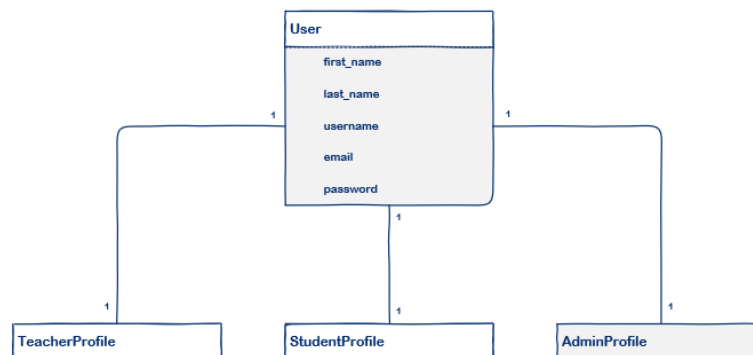 User
first_name
last_name
1
username
1
email
password
1
1
1
1
TeacherProfile
StudentProfile
AdminProfile